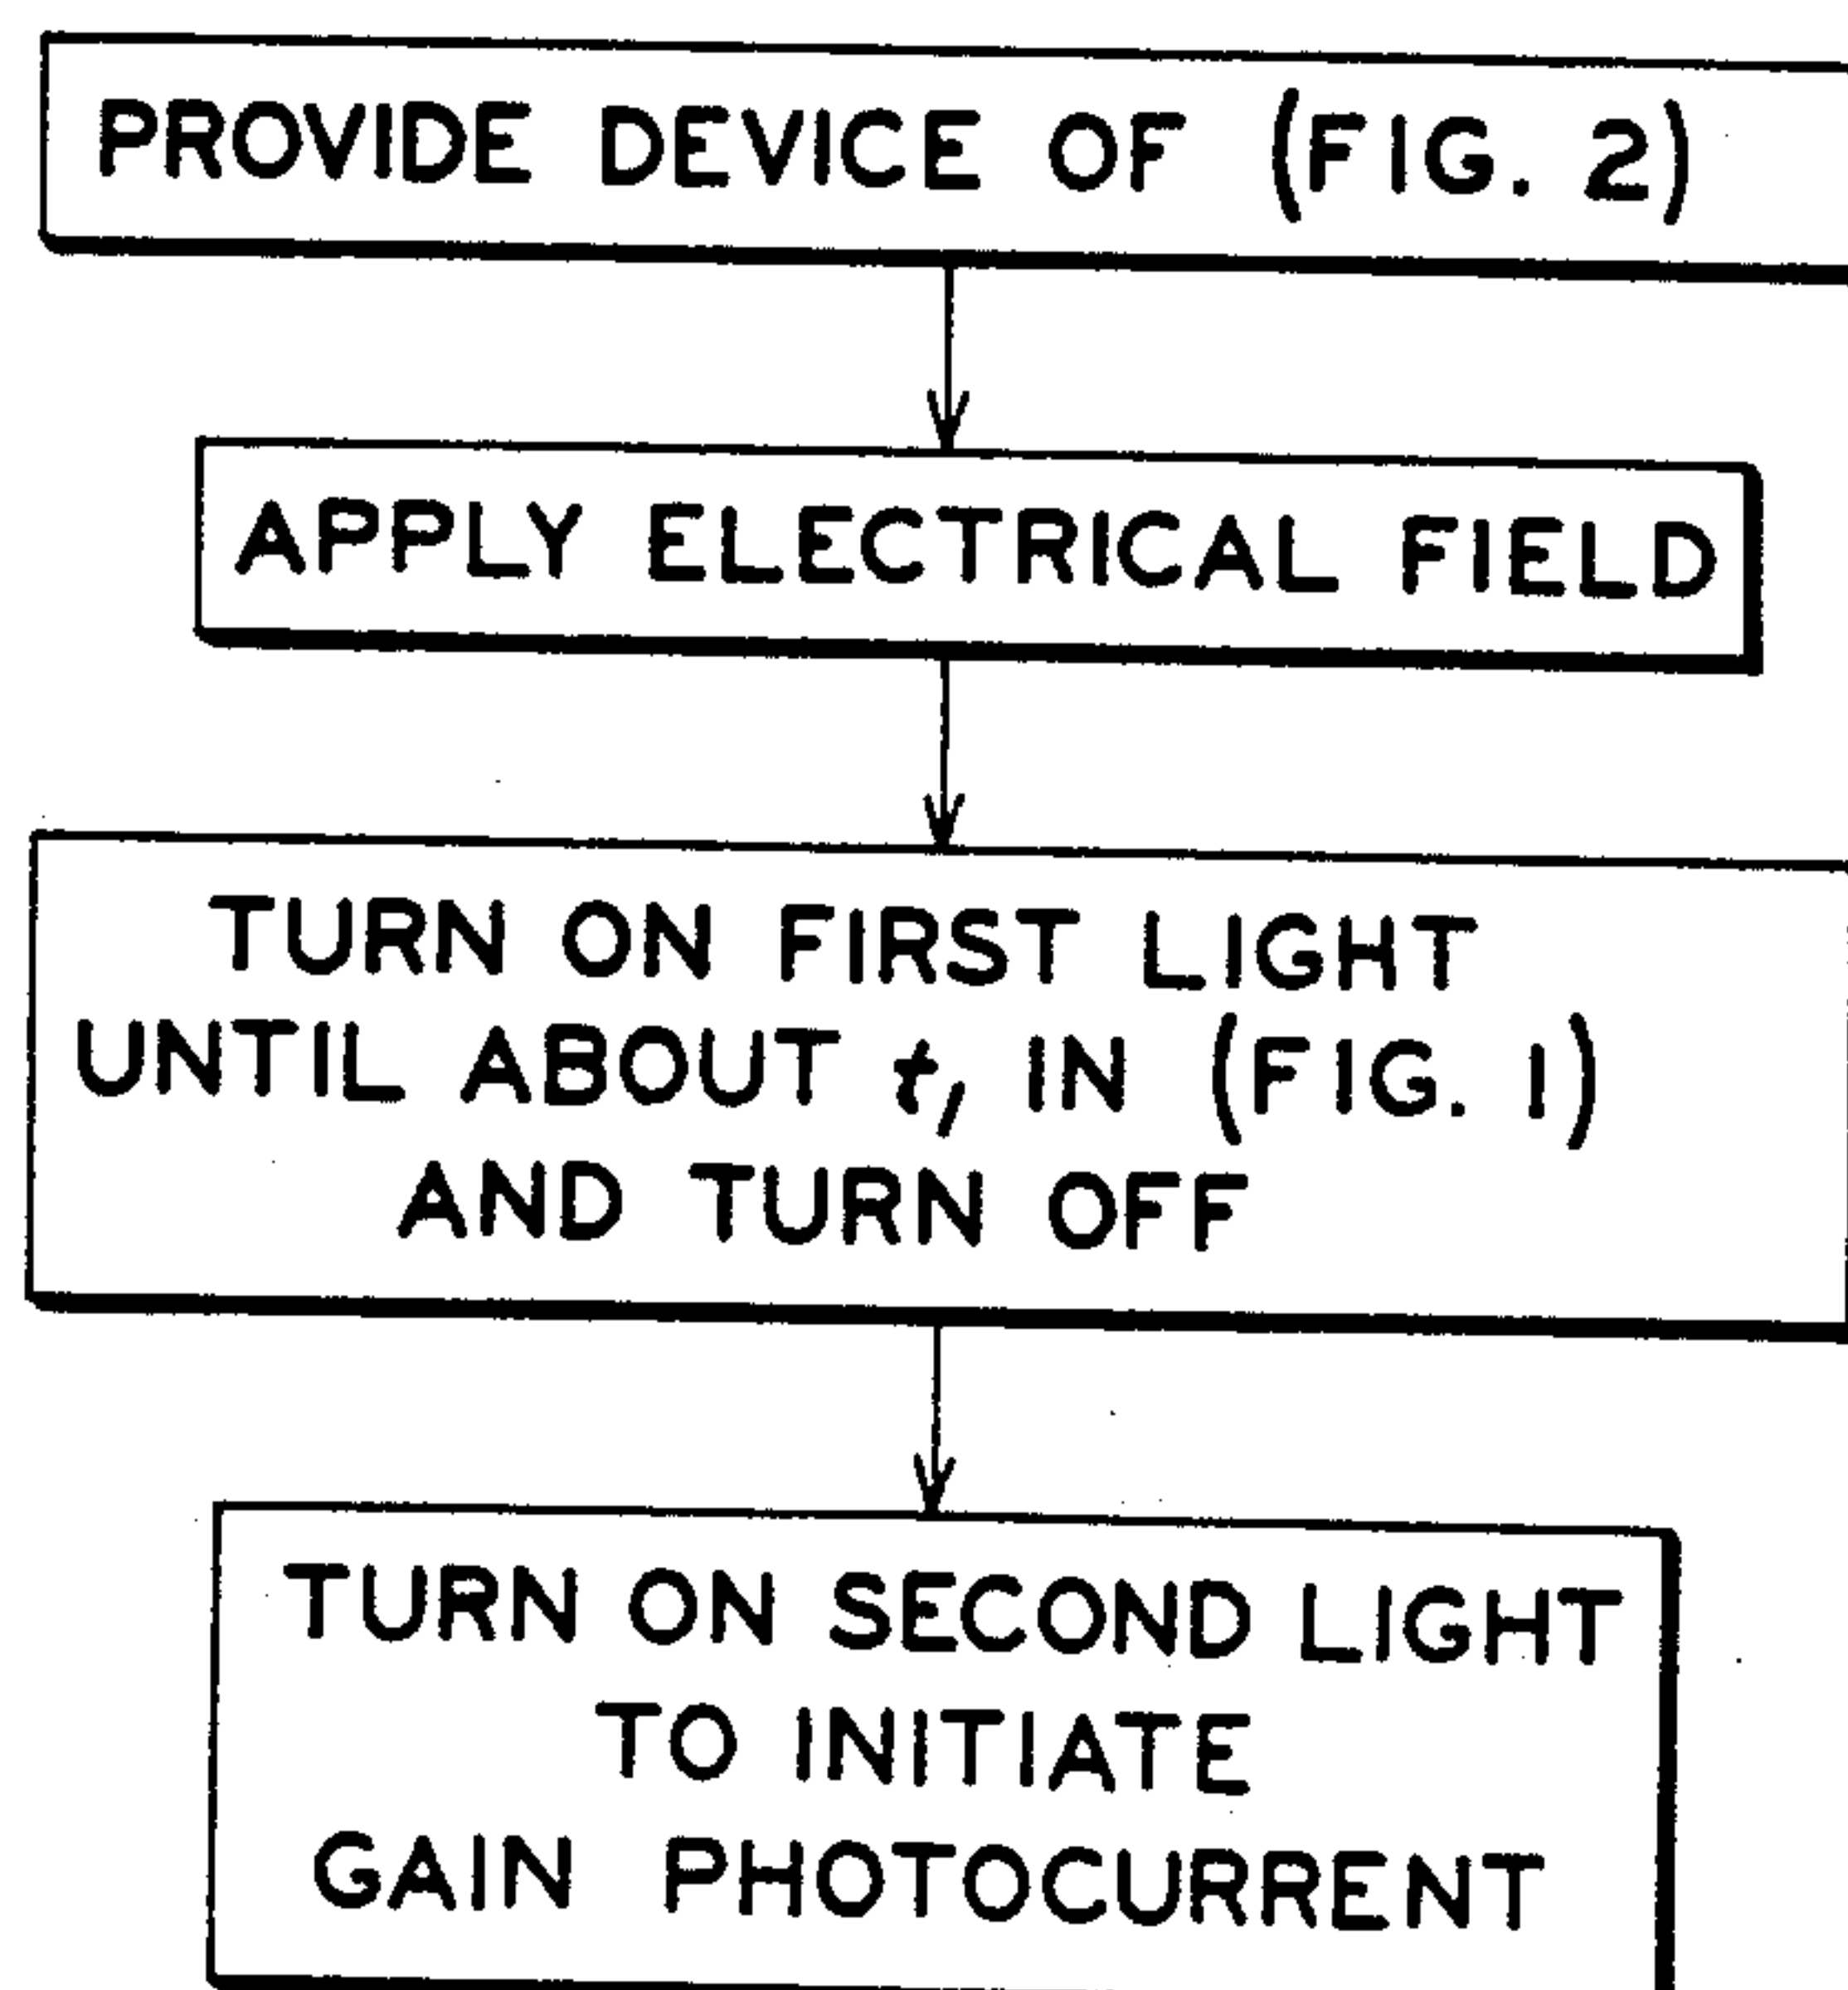 PROVIDE DEVICE OF (FIG. 2)
APPLY ELECTRICAL FIELD
TURN ON FIRST LIGHT
UNTIL ABOUT t₁ IN (FIG. 1)
AND TURN OFF
TURN ON SECOND LIGHT
TO INITIATE
GAIN PHOTOCURRENT